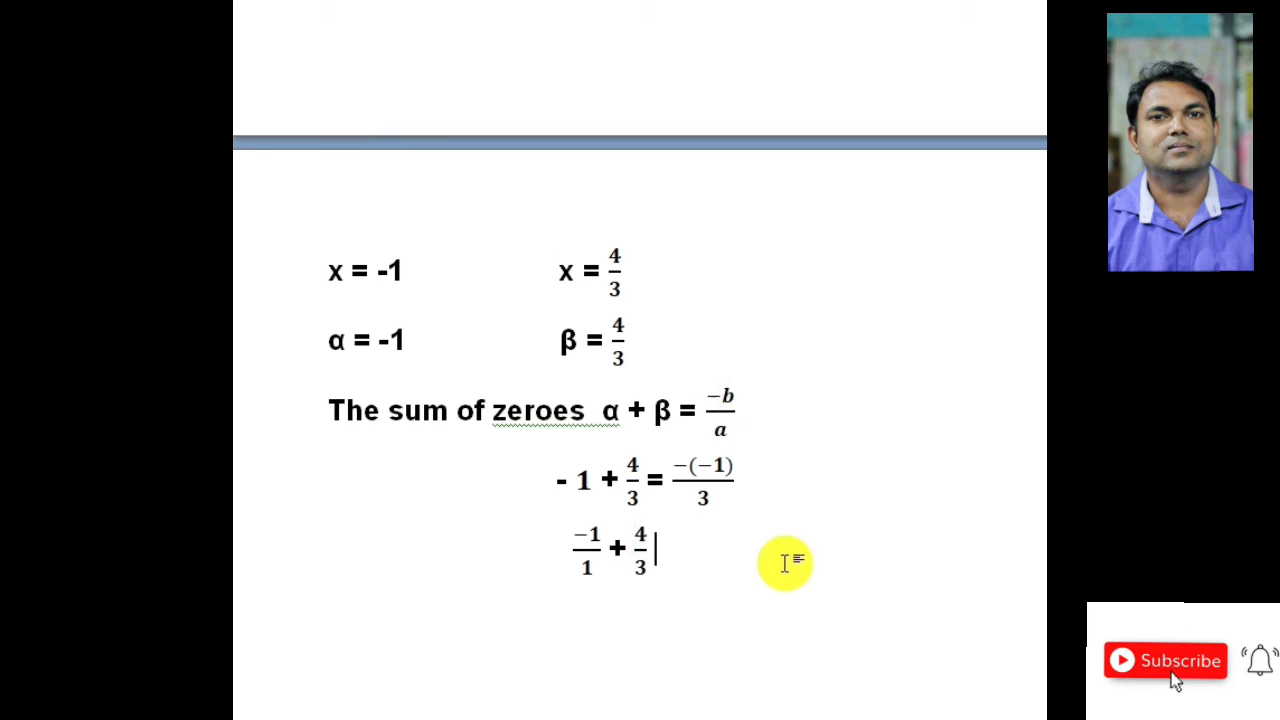 x = -1 x = 4/3
α = -1 β = 4/3
The sum of zeroes α + β = −b/a
- 1 + 4/3 = −(−1)/3
−1/1 + 4/3
Subscribe